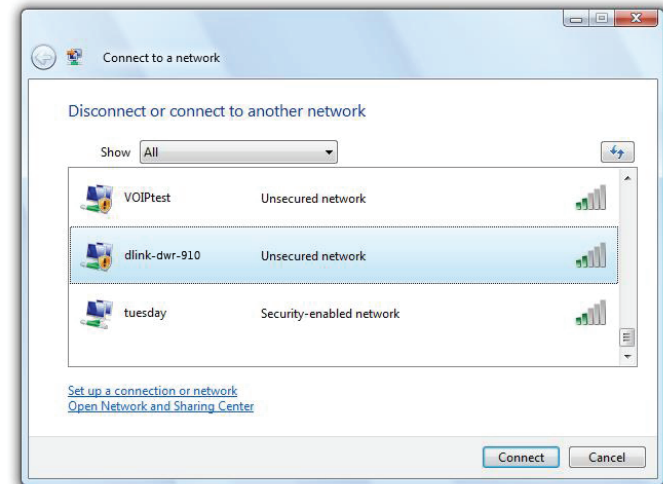 Connect to a network
Disconnect or connect to another network
Show All
VOIPtest Unsecured network
dlink-dwr-910 Unsecured network
tuesday Security-enabled network
Set up a connection or network
Open Network and Sharing Center
Connect Cancel